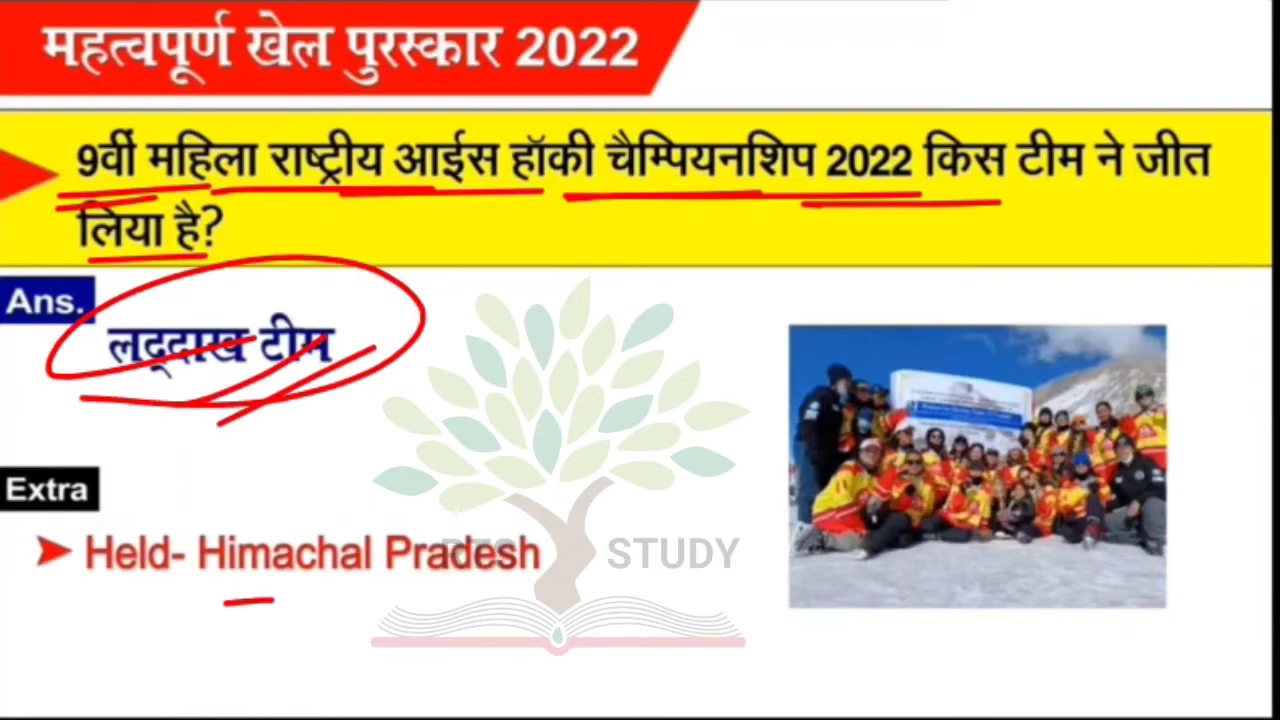 महत्वपूर्ण खेल पुरस्कार 2022
9वीं महिला राष्ट्रीय आईस हॉकी चैम्पियनशिप 2022 किस टीम ने जीत
लिया है?
Ans.
लद्दाख टीम
Extra
Held- Himachal Pradesh
STUDY